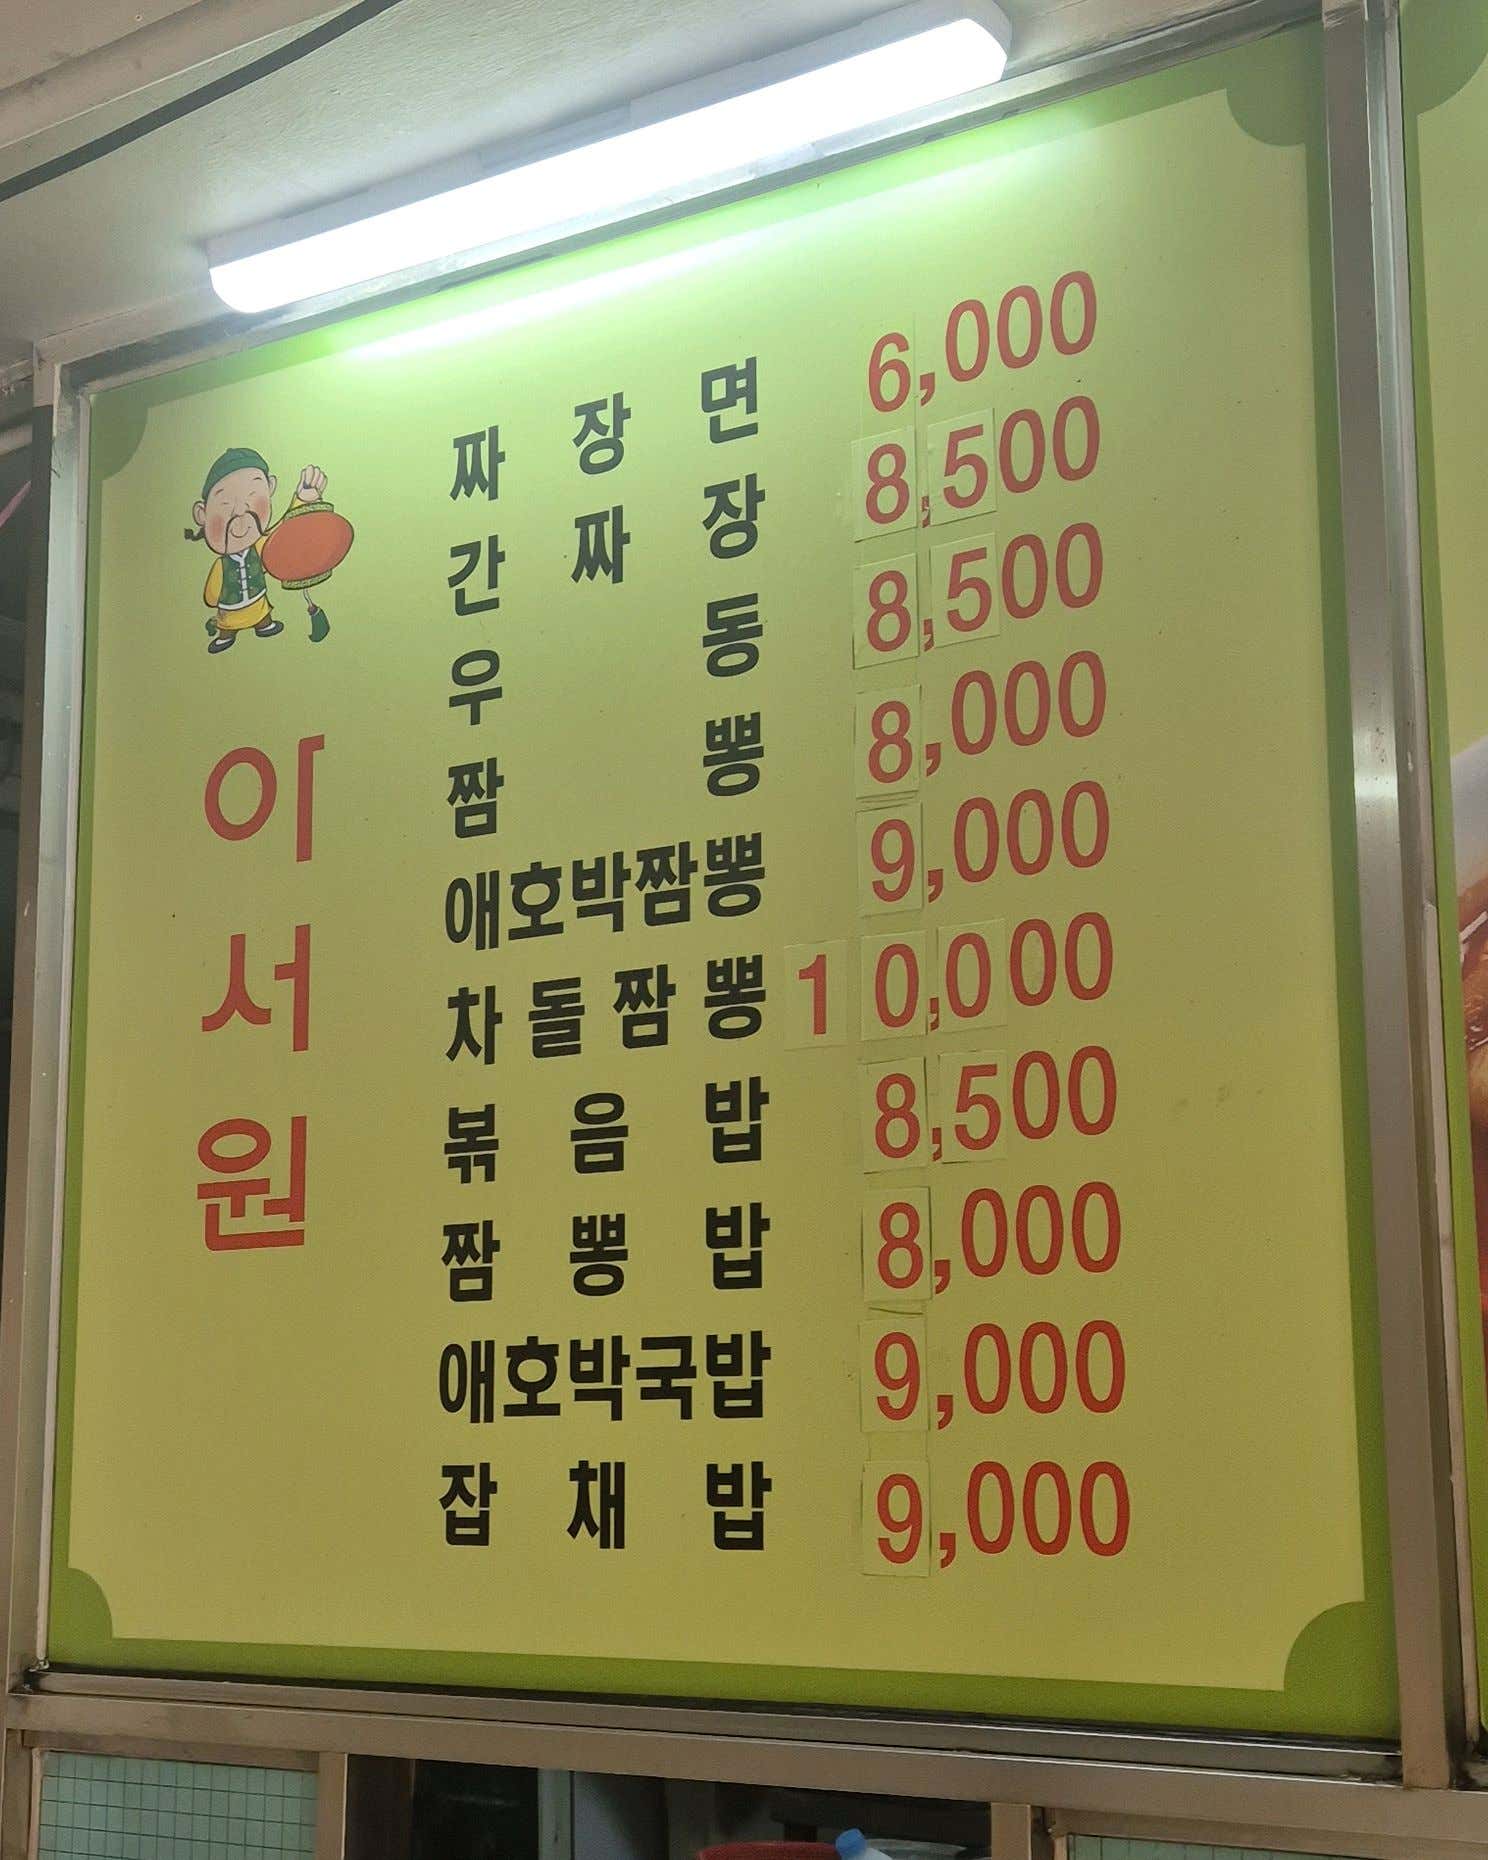 아서원
짜장면 6,000
간짜장 8,500
우동 8,500
짬뽕 8,000
애호박짬뽕 9,000
차돌짬뽕 10,000
볶음밥 8,500
짬뽕밥 8,000
애호박국밥 9,000
잡채밥 9,000